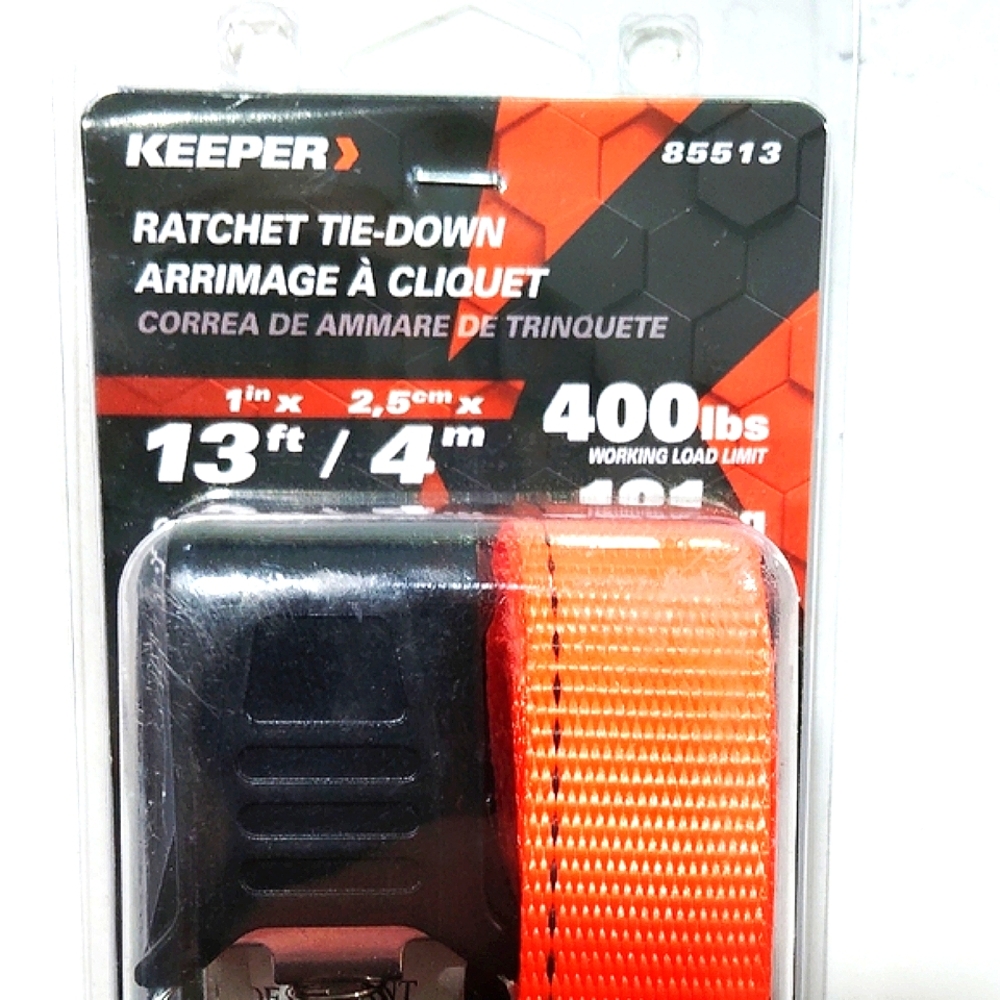 KEEPER
85513
RATCHET TIE-DOWN
ARRIMAGE À CLIQUET
CORREA DE AMMARE DE TRINQUETE
1in x 2,5cm x
13ft / 4m
400lbs
WORKING LOAD LIMIT